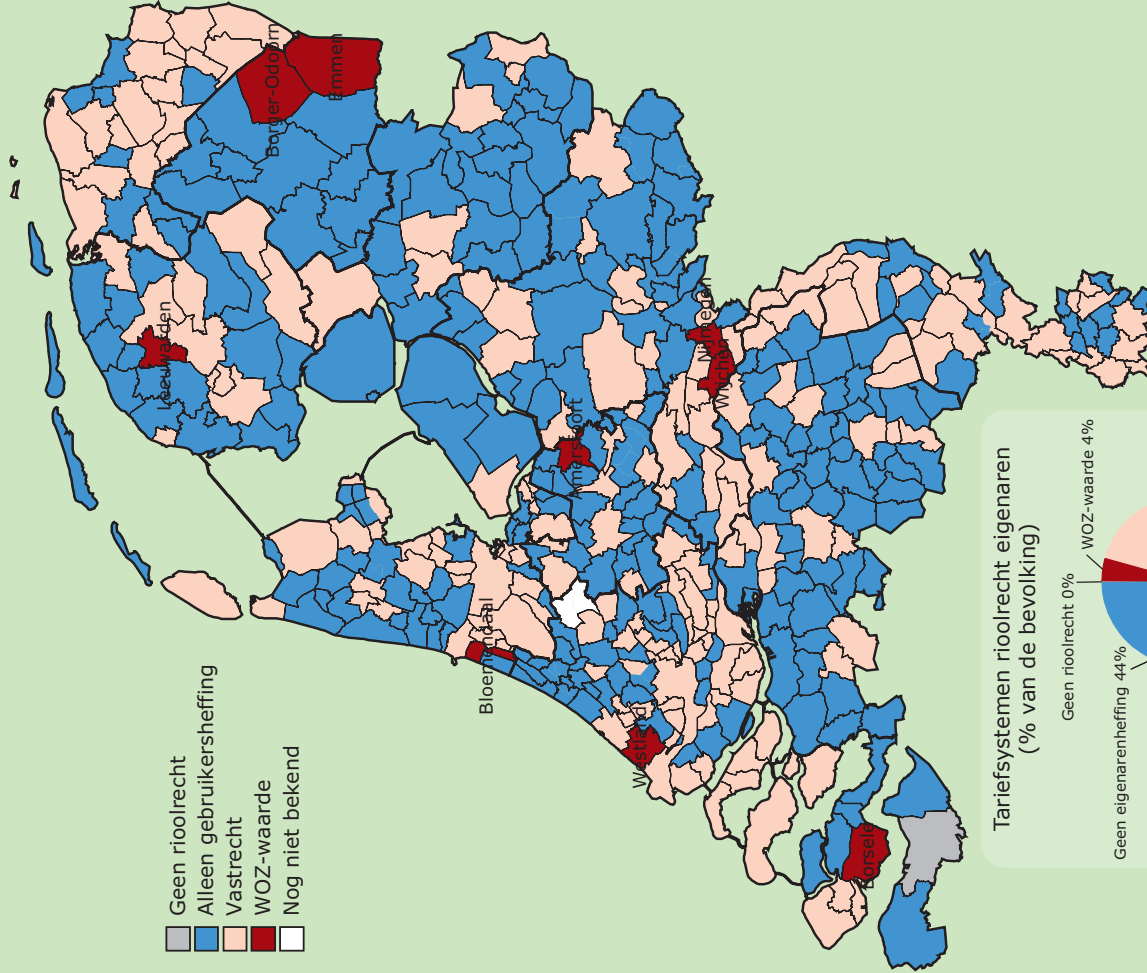 Geen rioolrecht
Alleen gebruikersheffing
Vastrecht
WOZ-waarde
Nog niet bekend
Leeuwarden
Borger-Odoorn
Emmen
Bloemendaal
Amersfoort
Westland
Nijmegen
Wijchen
Borsele
Tariefsystemen rioolrecht eigenaren
(% van de bevolking)
Geen rioolrecht 0%
WOZ-waarde 4%
Geen eigenarenheffing 44%